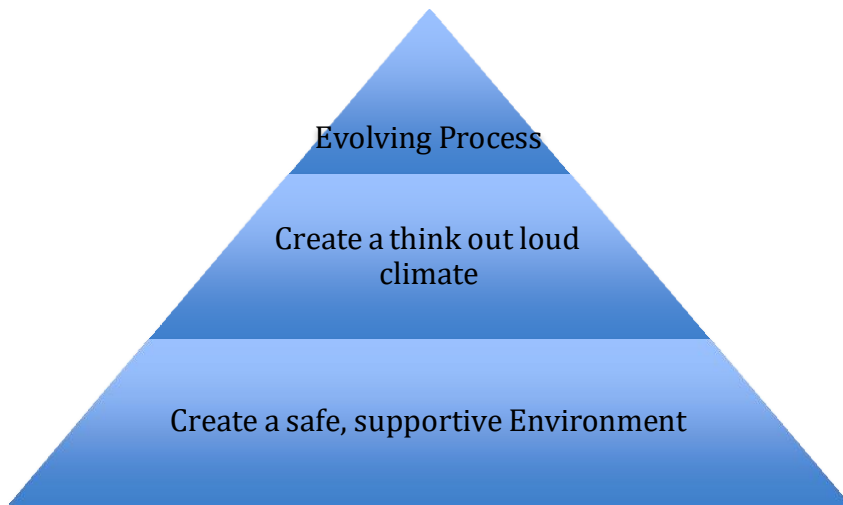 Evolving Process
Create a think out loud
climate
Create a safe, supportive Environment